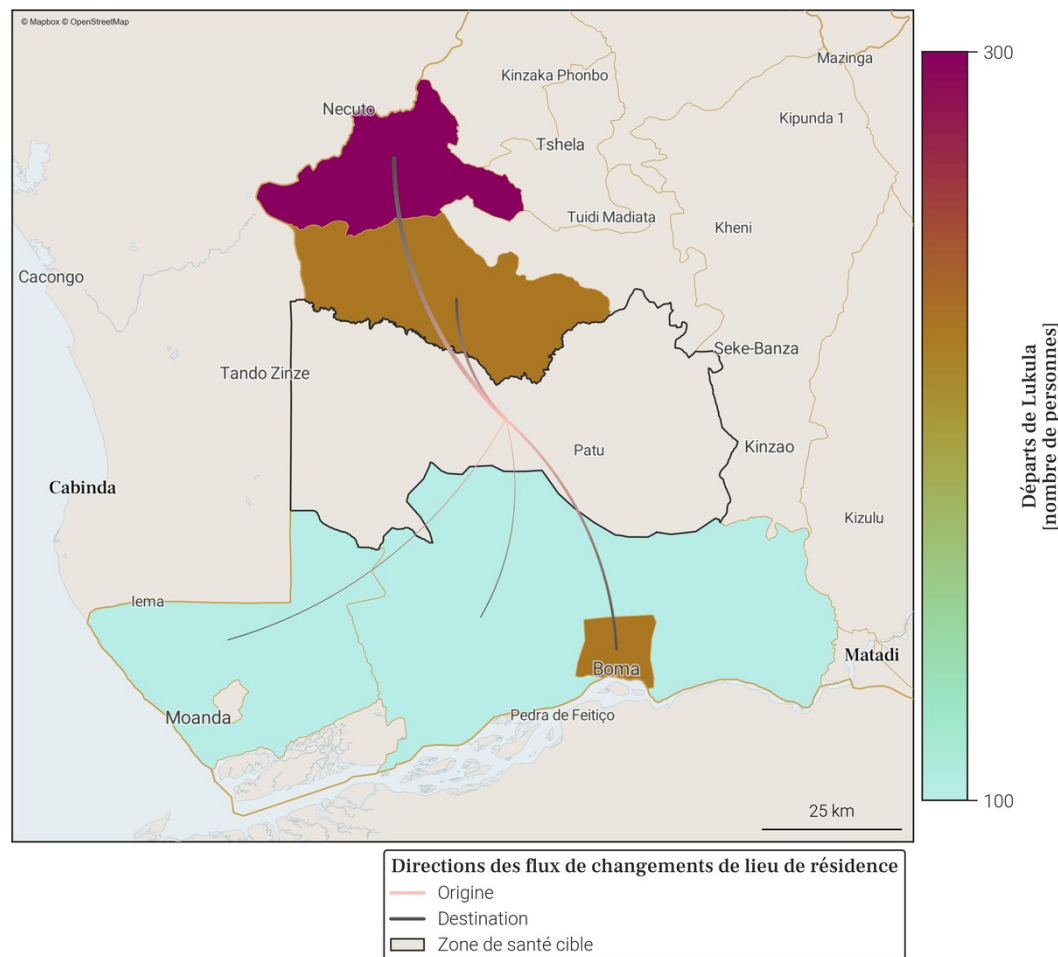 © Mapbox © OpenStreetMap
Mazinga
Kinzaka Phonbo
Necuto
Kipunda 1
Tshela
Tuidi Madiata
Kheni
Cacongo
Seke-Banza
Tando Zinze
Patu
Kinzao
Cabinda
Kizulu
Iema
Matadi
Boma
Moanda
Pedra de Feitiço
25 km
300
Départs de Lukula
[nombre de personnes]
100
Directions des flux de changements de lieu de résidence
Origine
Destination
Zone de santé cible